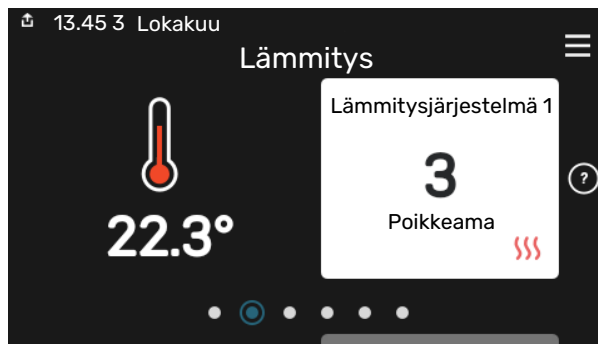 13.45 3 Lokakuu
Lämmitys
Lämmitysjärjestelmä 1
3
Poikkeama
22.3°
?